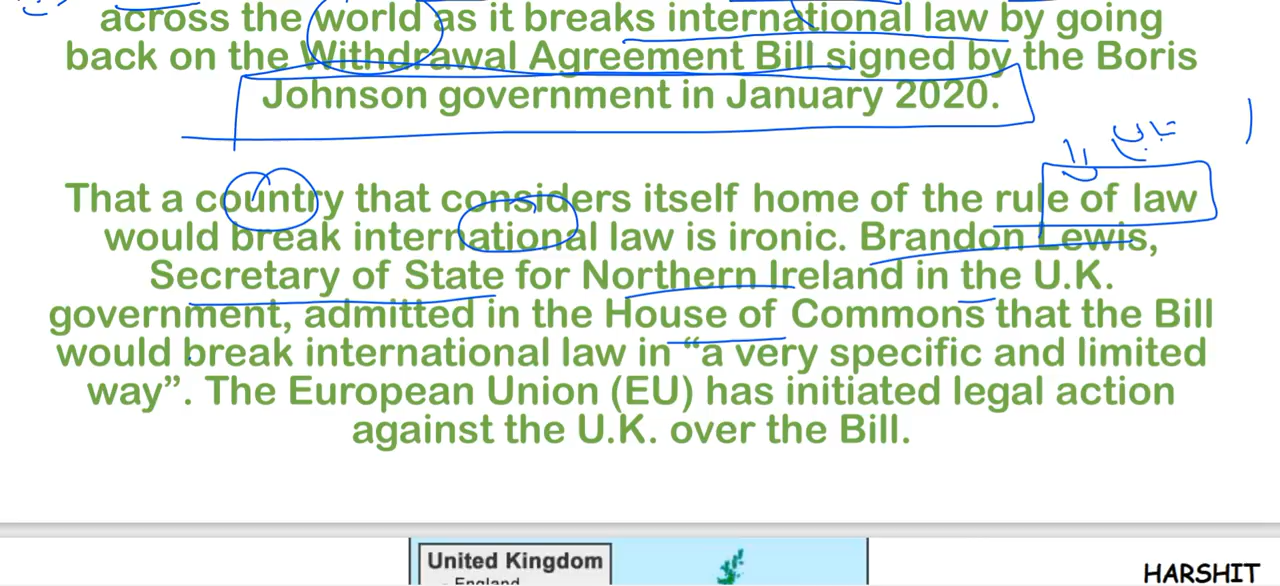 across the world as it breaks international law by going
back on the Withdrawal Agreement Bill signed by the Boris
Johnson government in January 2020.
That a country that considers itself home of the rule of law
would break international law is ironic. Brandon Lewis,
Secretary of State for Northern Ireland in the U.K.
government, admitted in the House of Commons that the Bill
would break international law in “a very specific and limited
way”. The European Union (EU) has initiated legal action
against the U.K. over the Bill.
United Kingdom
- England
HARSHIT